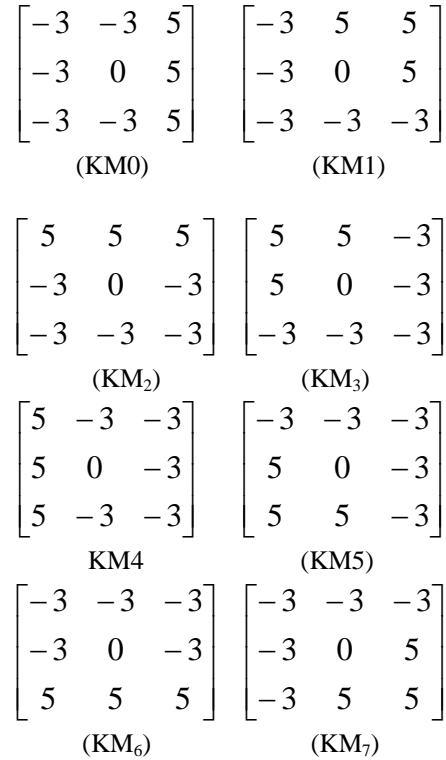 [-3 -3 5] [-3 5 5]
[-3 0 5] [-3 0 5]
[-3 -3 5] [-3 -3 -3]
(KM0) (KM1)
[5 5 5] [5 5 -3]
[-3 0 -3] [5 0 -3]
[-3 -3 -3] [-3 -3 -3]
(KM₂) (KM₃)
[5 -3 -3] [-3 -3 -3]
[5 0 -3] [5 0 -3]
[5 -3 -3] [5 5 -3]
KM4 (KM5)
[-3 -3 -3] [-3 -3 -3]
[-3 0 -3] [-3 0 5]
[5 5 5] [-3 5 5]
(KM₆) (KM₇)